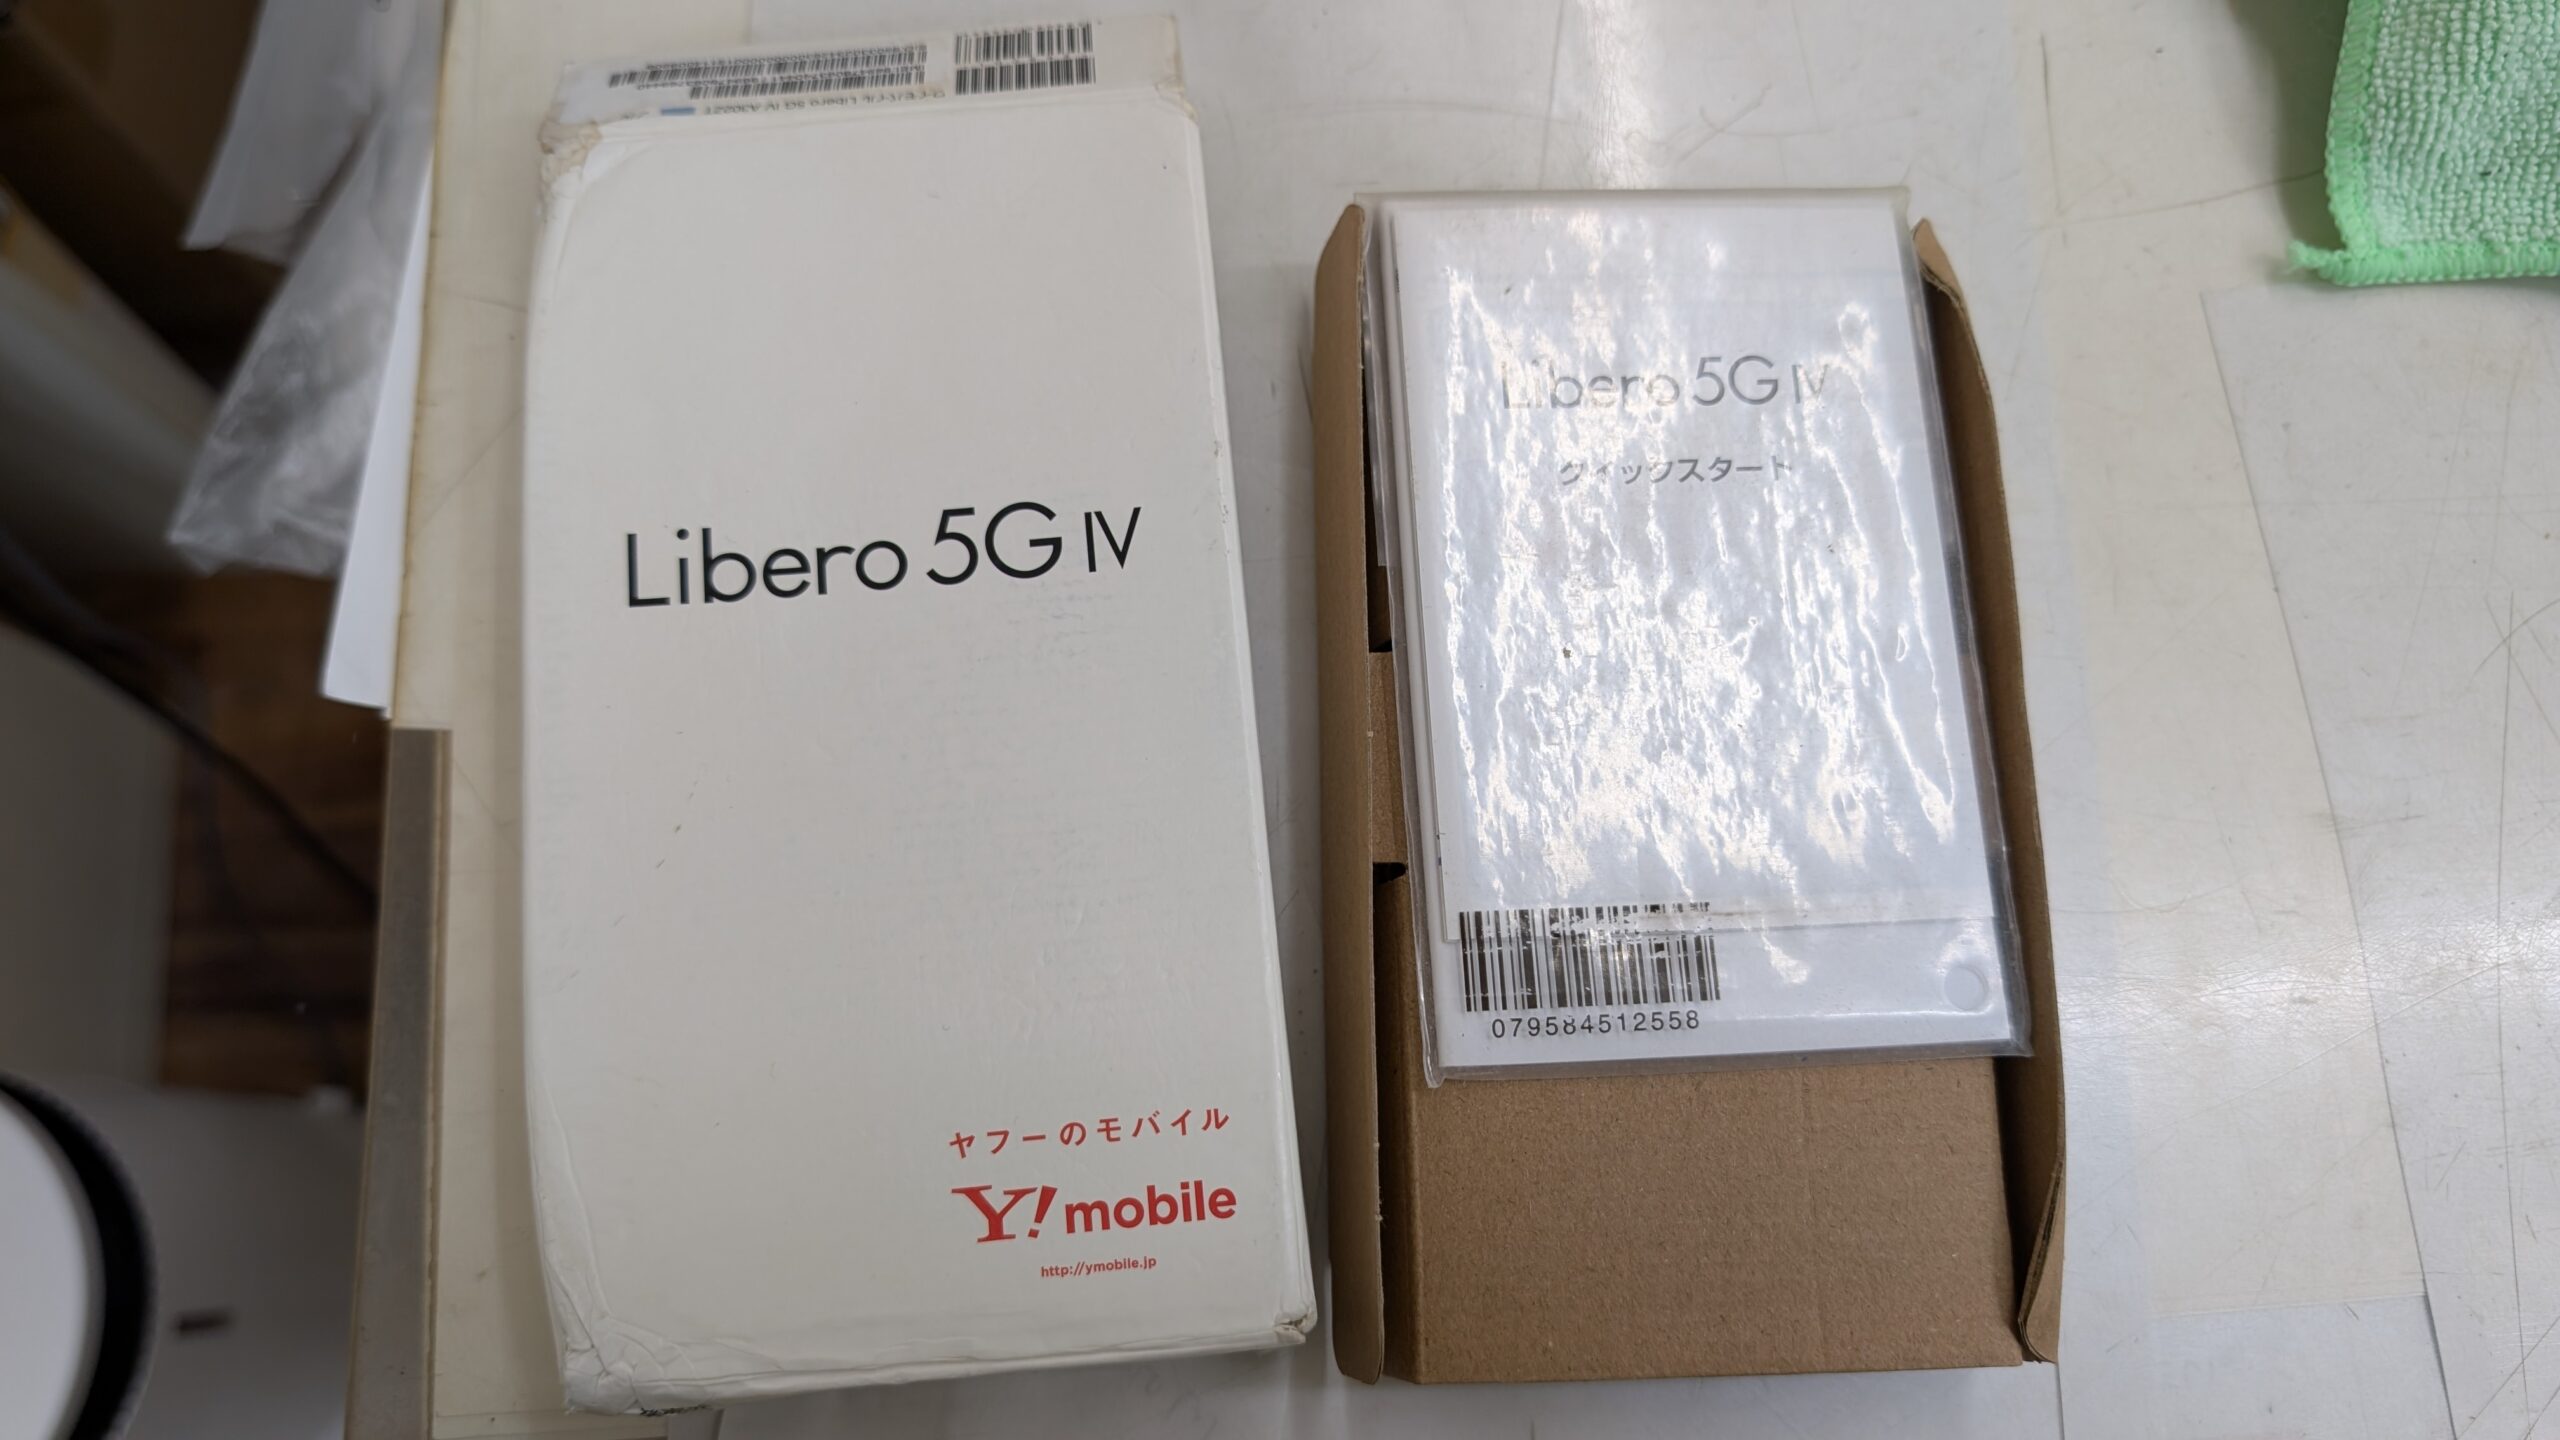 Libero 5G IV
ヤフーのモバイル
Y!mobile
http://ymobile.jp
Libero 5G IV
クイックスタート
079584512558